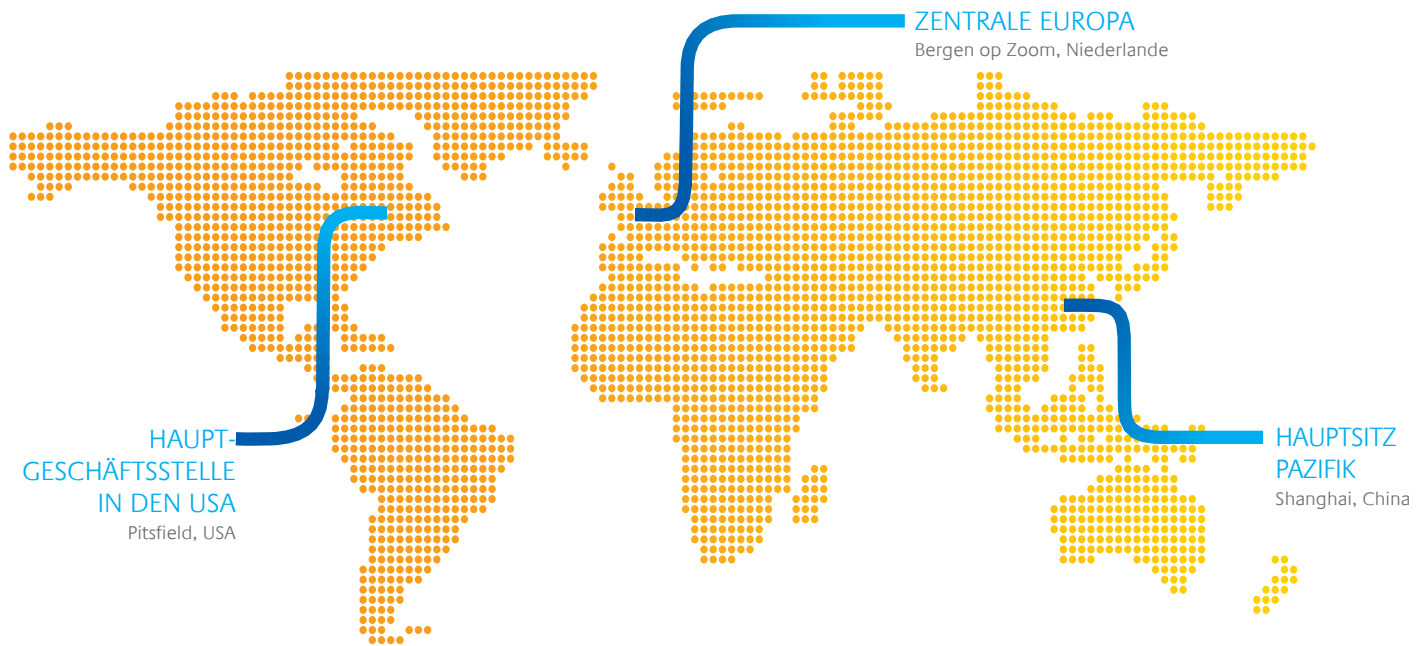 ZENTRALE EUROPA
Bergen op Zoom, Niederlande
HAUPT-
GESCHÄFTSSTELLE
IN DEN USA
Pitsfield, USA
HAUPTSITZ
PAZIFIK
Shanghai, China